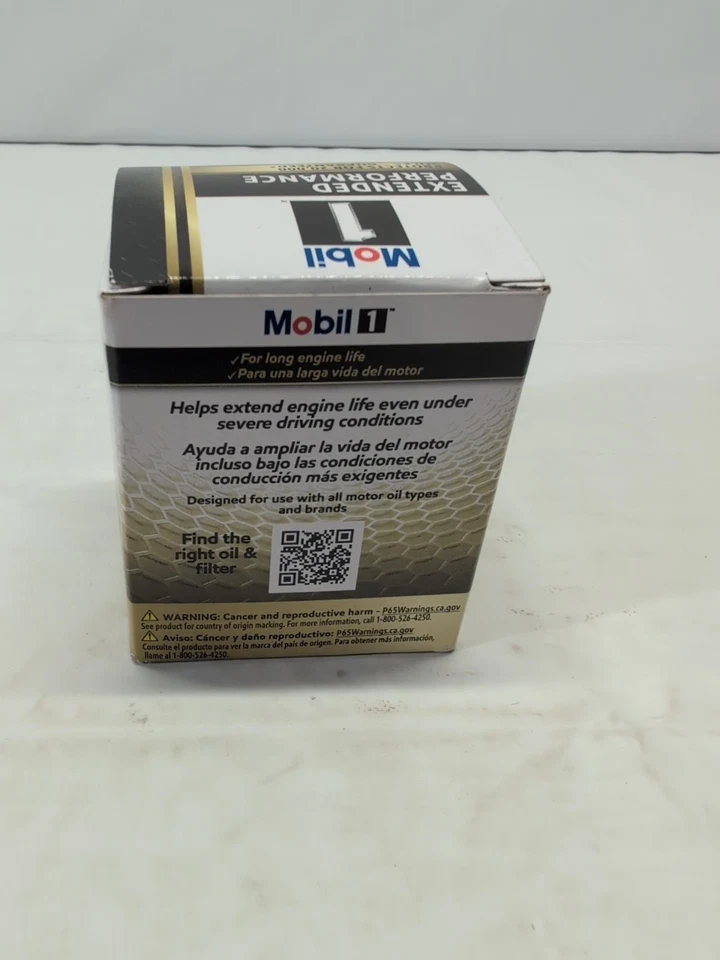 EXTENDED
PERFORMANCE
Mobil 1™
Mobil 1™
✓For long engine life
✓Para una larga vida del motor
Helps extend engine life even under
severe driving conditions
Ayuda a ampliar la vida del motor
incluso bajo las condiciones de
conducción más exigentes
Designed for use with all motor oil types
and brands
Find the
right oil &
filter
WARNING: Cancer and reproductive harm – P65Warnings.ca.gov
See product for country of origin marking. For more information, call 1-800-526-4250.
Aviso: Cáncer y daño reproductivo: P65Warnings.ca.gov
Consulte el producto para ver la marca del país de origen. Para obtener más información,
llame al 1-800-526-4250.